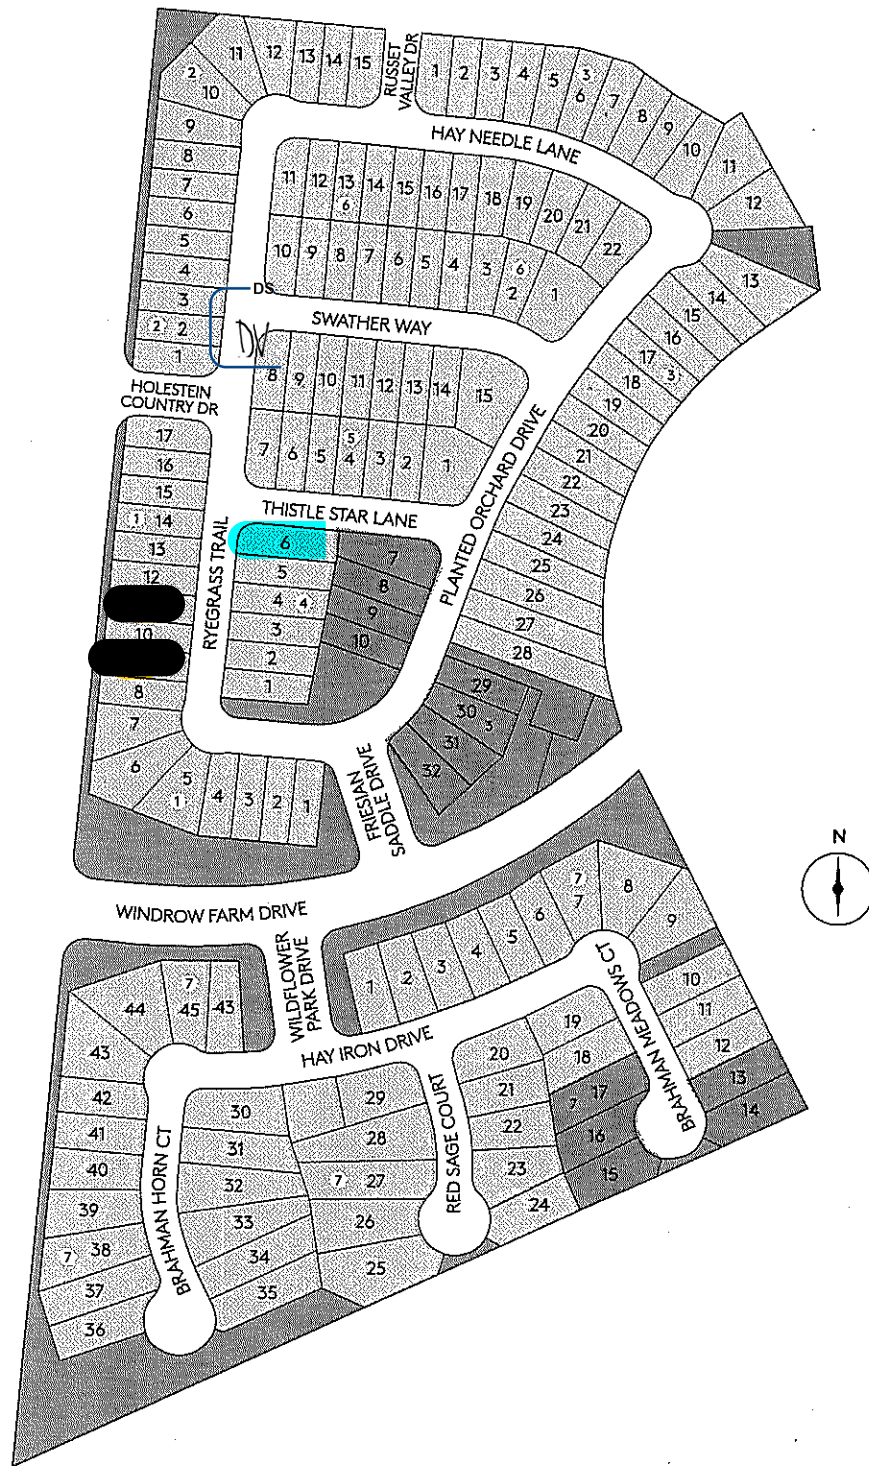 RUSSET
VALLEY DR
11 12 13 14 15
2
10
9
8
7
6
5
4
3
2 2
1
1 2 3 4 5 3 6 7 8 9 10 11 12
HAY NEEDLE LANE
11 12 13 14 15 16 17 18 19 20 21 22
6
10 9 8 7 6 5 4 3 6 2 1
DS
DV
SWATHER WAY
13
14
15
16
17
18 3
19
20
21
22
23
24
25
26
27
28
8 9 10 11 12 13 14 15
7 6 5 5 4 3 2 1
HOLESTEIN
COUNTRY DR
17
16
15
1 14
13
12
10
8
7
6
5
1
4 3 2 1
RYEGRASS TRAIL
THISTLE STAR LANE
6
5
4 4
3
2
1
7
8
9
10
PLANTED ORCHARD DRIVE
29
30 3
31
32
FRIESIAN
SADDLE DRIVE
N
WINDROW FARM DRIVE
WILDFLOWER
PARK DRIVE
1 2 3 4 5 6 7 7 8 9
10
11
12
13
14
BRAHMAN MEADOWS CT
HAY IRON DRIVE
7
44 45 43
43
42
41
40
39
7 38
37
36
BRAHMAN HORN CT
30
31
32
33
34
35
29
28
7 27
26
25
RED SAGE COURT
20
21
22
23
24
19
18
7 17
16
15
BRAHMAN